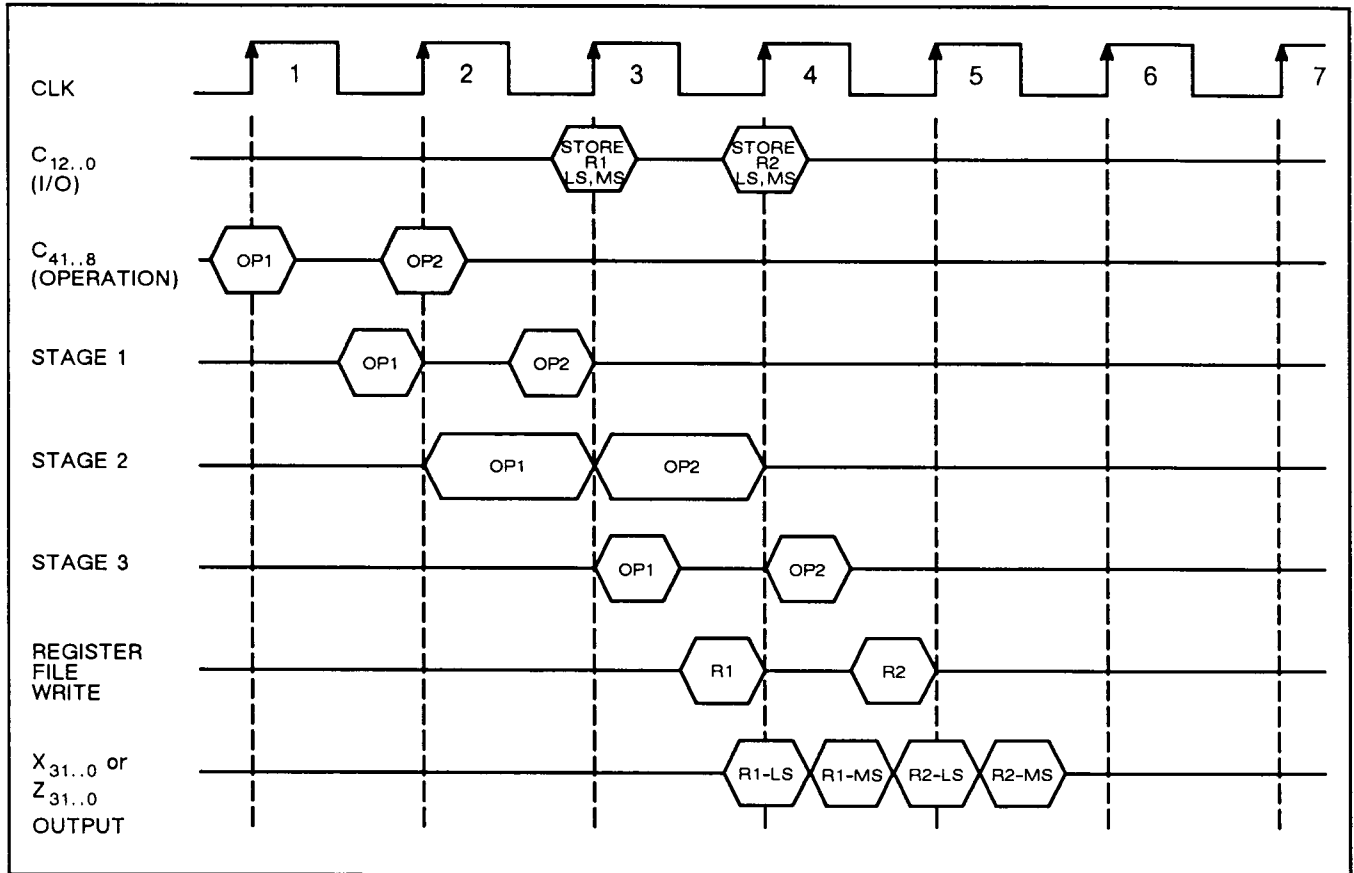 1 2 3 4 5 6 7
CLK
C12..0
(I/O)
STORE
R1
LS, MS
STORE
R2
LS, MS
C41..8
(OPERATION)
OP1 OP2
STAGE 1
OP1 OP2
STAGE 2
OP1 OP2
STAGE 3
OP1 OP2
REGISTER
FILE
WRITE
R1 R2
X31..0 or
Z31..0
OUTPUT
R1-LS R1-MS R2-LS R2-MS